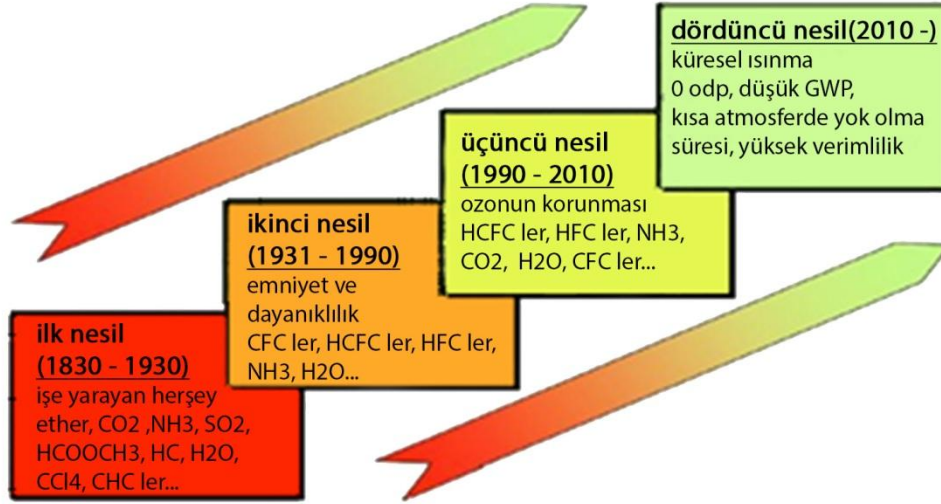 ilk nesil
(1830 - 1930)
işe yarayan herşey
ether, CO2 ,NH3, SO2,
HCOOCH3, HC, H2O,
CCl4, CHC ler...
ikinci nesil
(1931 - 1990)
emniyet ve
dayanıklılık
CFC ler, HCFC ler, HFC ler,
NH3, H2O...
üçüncü nesil
(1990 - 2010)
ozonun korunması
HCFC ler, HFC ler, NH3,
CO2,  H2O, CFC ler...
dördüncü nesil(2010 -)
küresel ısınma
0 odp, düşük GWP,
kısa atmosferde yok olma
süresi, yüksek verimlilik